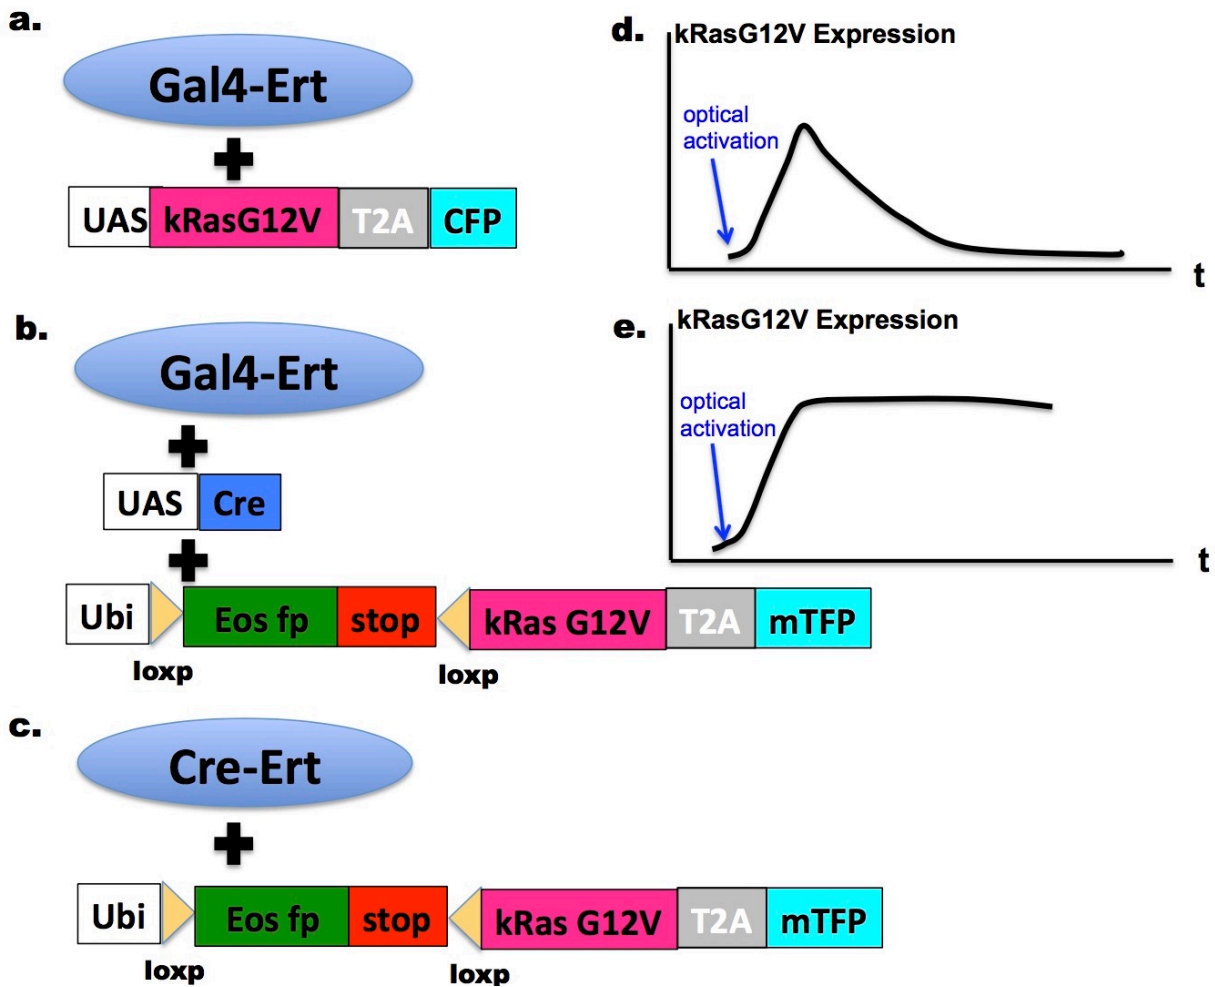 a.
Gal4-Ert
UAS kRasG12V T2A CFP
b.
Gal4-Ert
UAS Cre
Ubi Eos fp stop kRas G12V T2A mTFP
loxp loxp
c.
Cre-Ert
Ubi Eos fp stop kRas G12V T2A mTFP
loxp loxp
d. kRasG12V Expression
optical
activation
t
e. kRasG12V Expression
optical
activation
t